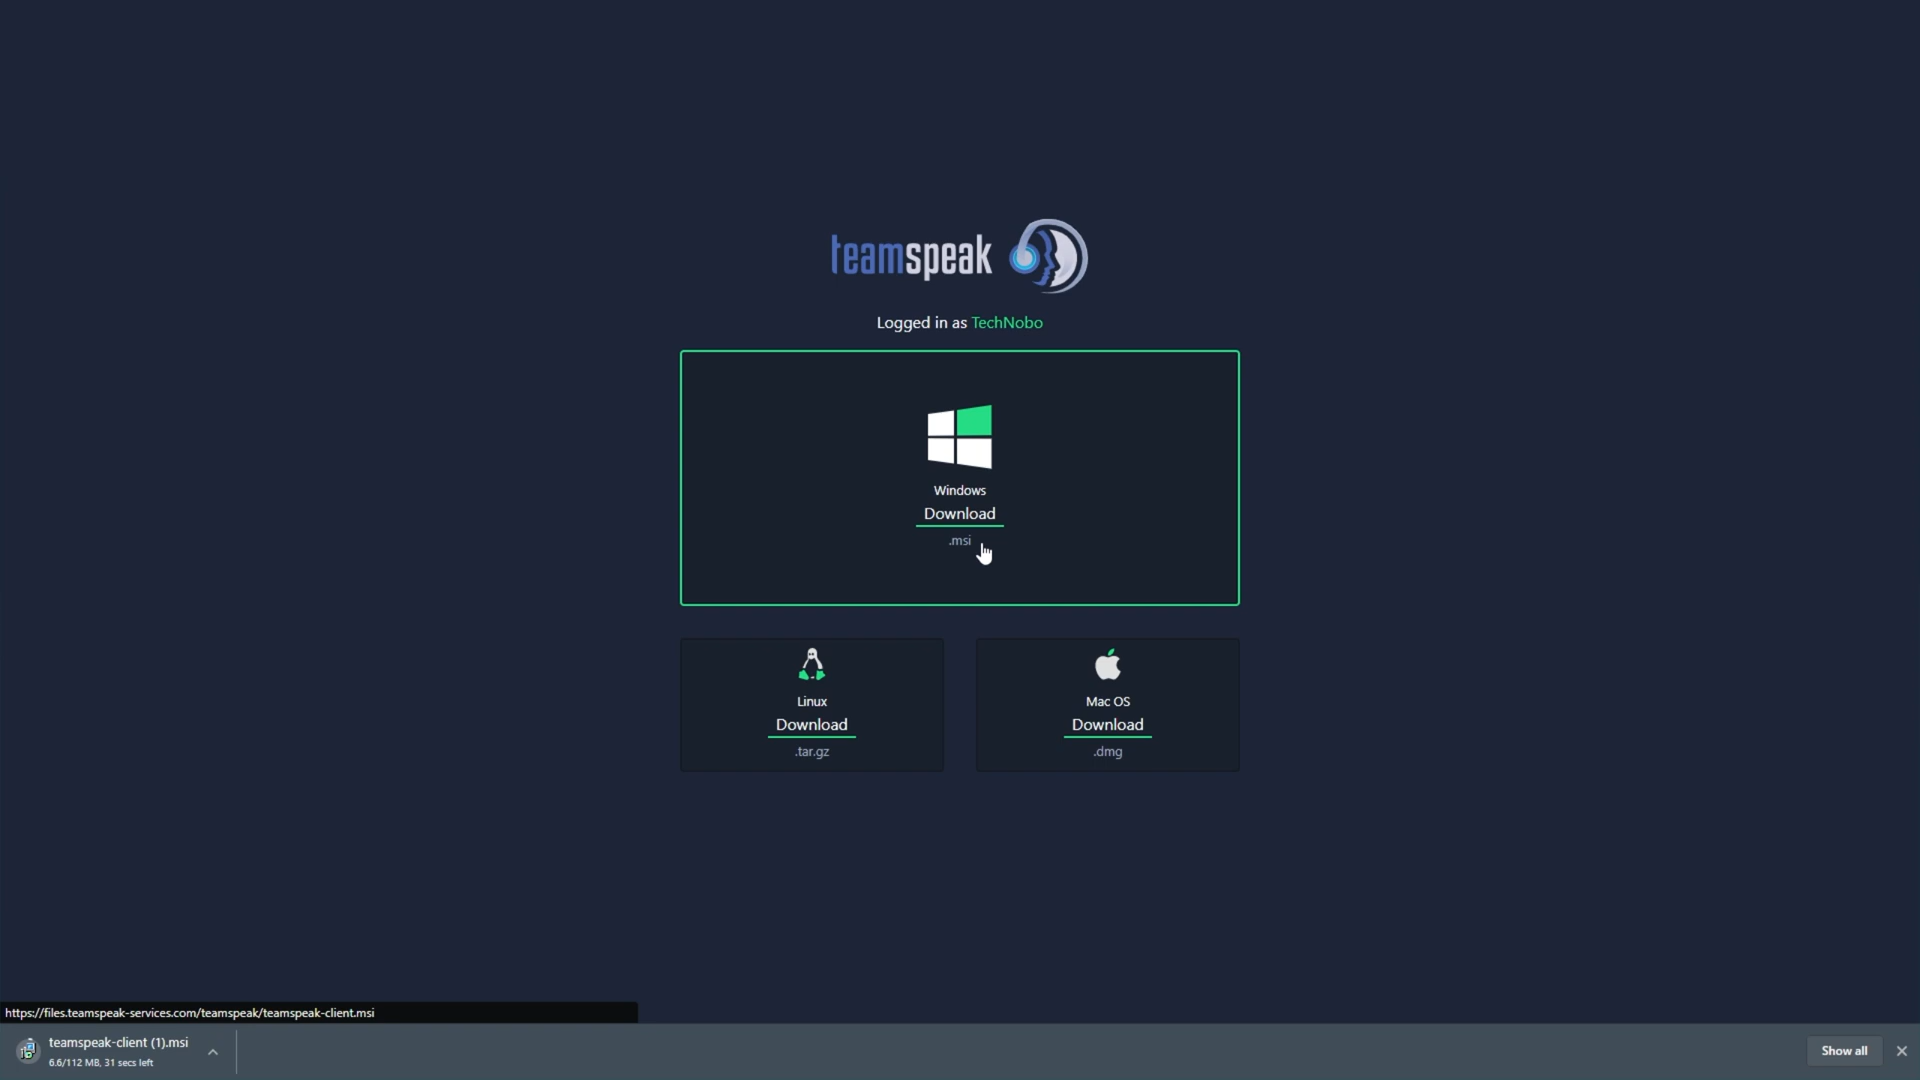 teamspeak
Logged in as TechNobo
Windows
Download
.msi
Linux
Download
.tar.gz
Mac OS
Download
.dmg
https://files.teamspeak-services.com/teamspeak/teamspeak-client.msi
teamspeak-client (1).msi
6.6/112 MB, 31 secs left
Show all